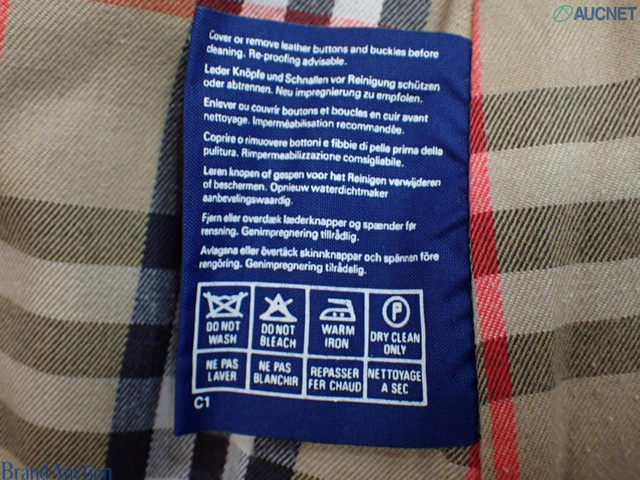 AUCNET
Cover or remove leather buttons and buckles before
cleaning. Re-proofing advisable.
Leder Knöpfe und Schnallen vor Reinigung schützen
oder abtrennen. Neu imprägnierung zu empfolen.
Enlever ou couvrir boutons et boucles en cuir avant
nettoyage. Imperméabilisation recommandée.
Coprire o rimuovere bottoni e fibbie di pelle prima della
pulitura. Rimpermeabilizzazione comsigliabile.
Leren knopen of gespen voor het Reinigen verwijderen
of beschermen. Opnieuw waterdichtmaker
aanbevelingswaardig.
Fjern eller overdæk læderknapper og spænder før
rensning. Genimpregnering tillrådlig.
Avlagsna eller övertäck skinnknappar och spännen före
rengöring. Genimpregnering tilrådelig.
P
DO NOT
WASH
DO NOT
BLEACH
WARM
IRON
DRY CLEAN
ONLY
NE PAS
LAVER
NE PAS
BLANCHIR
REPASSER
FER CHAUD
NETTOYAGE
A SEC
C1
Brand Auction